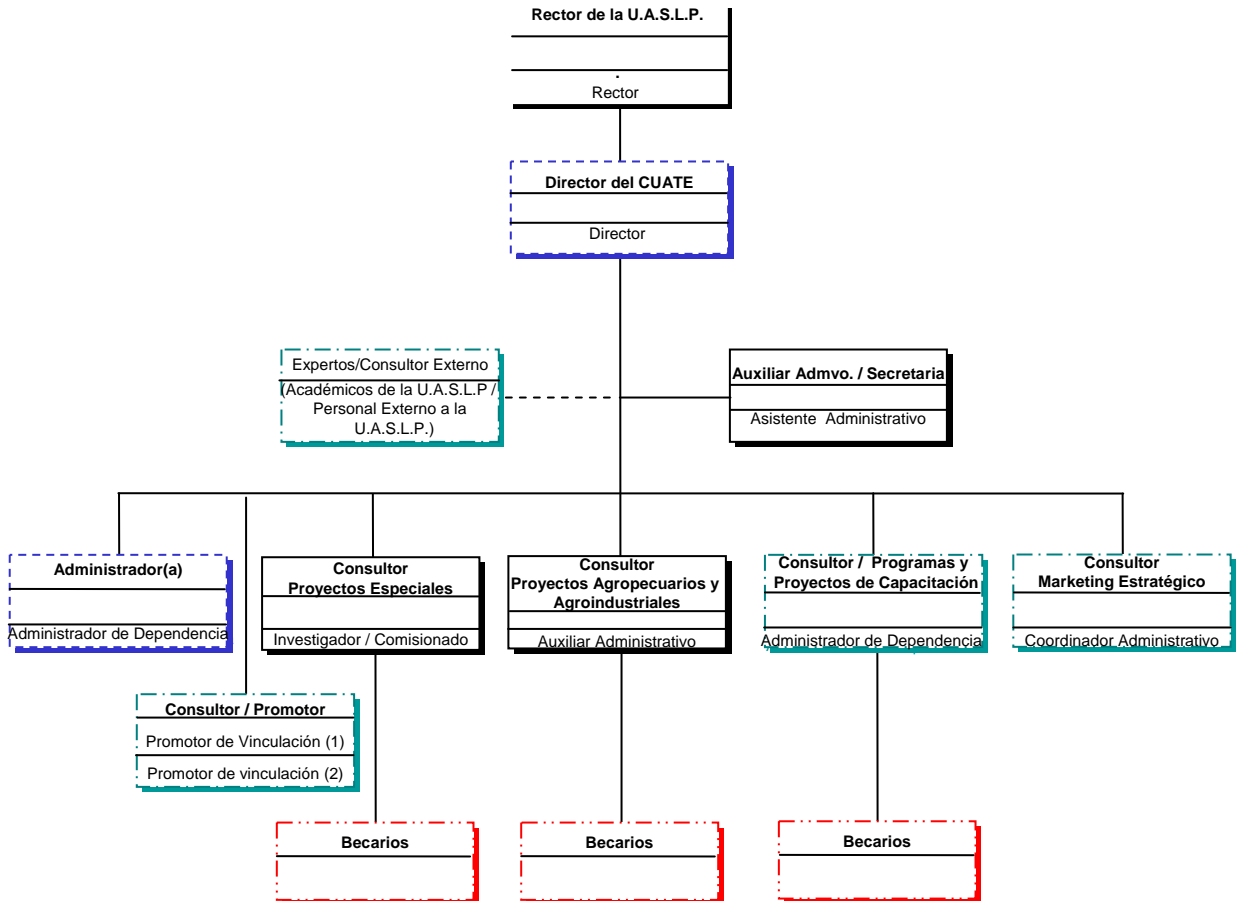 Rector de la U.A.S.L.P.
.
Rector
Director del CUATE
Director
Expertos/Consultor Externo
(Académicos de la U.A.S.L.P /
Personal Externo a la
U.A.S.L.P.)
Auxiliar Admvo. / Secretaria
Asistente Administrativo
Administrador(a)
Administrador de Dependencia
Consultor
Proyectos Especiales
Investigador / Comisionado
Consultor
Proyectos Agropecuarios y
Agroindustriales
Auxiliar Administrativo
Consultor / Programas y
Proyectos de Capacitación
Administrador de Dependencia
Consultor
Marketing Estratégico
Coordinador Administrativo
Consultor / Promotor
Promotor de Vinculación (1)
Promotor de vinculación (2)
Becarios
Becarios
Becarios